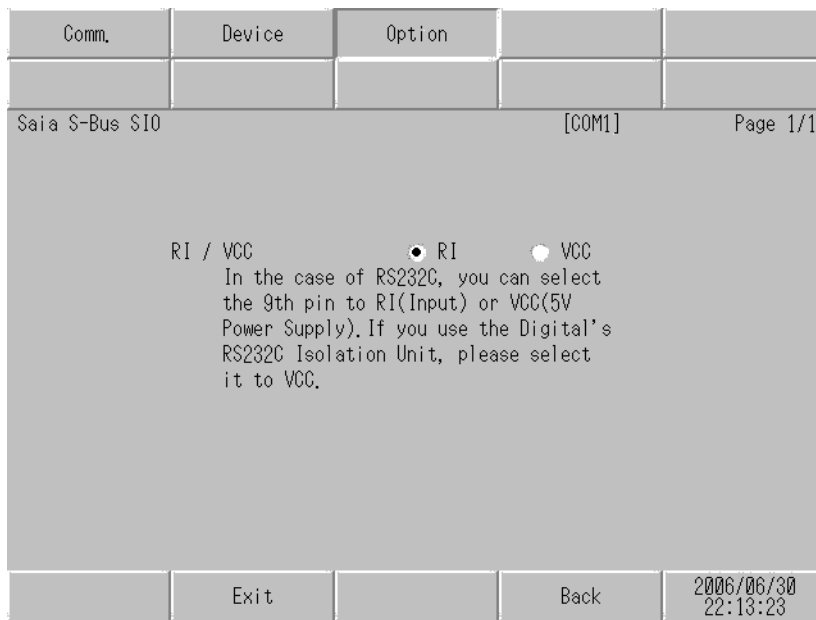 Comm. Device Option
Saia S-Bus SIO [COM1] Page 1/1
RI / VCC RI VCC
In the case of RS232C, you can select
the 9th pin to RI(Input) or VCC(5V
Power Supply).If you use the Digital's
RS232C Isolation Unit, please select
it to VCC.
Exit Back 2006/06/30
22:13:23